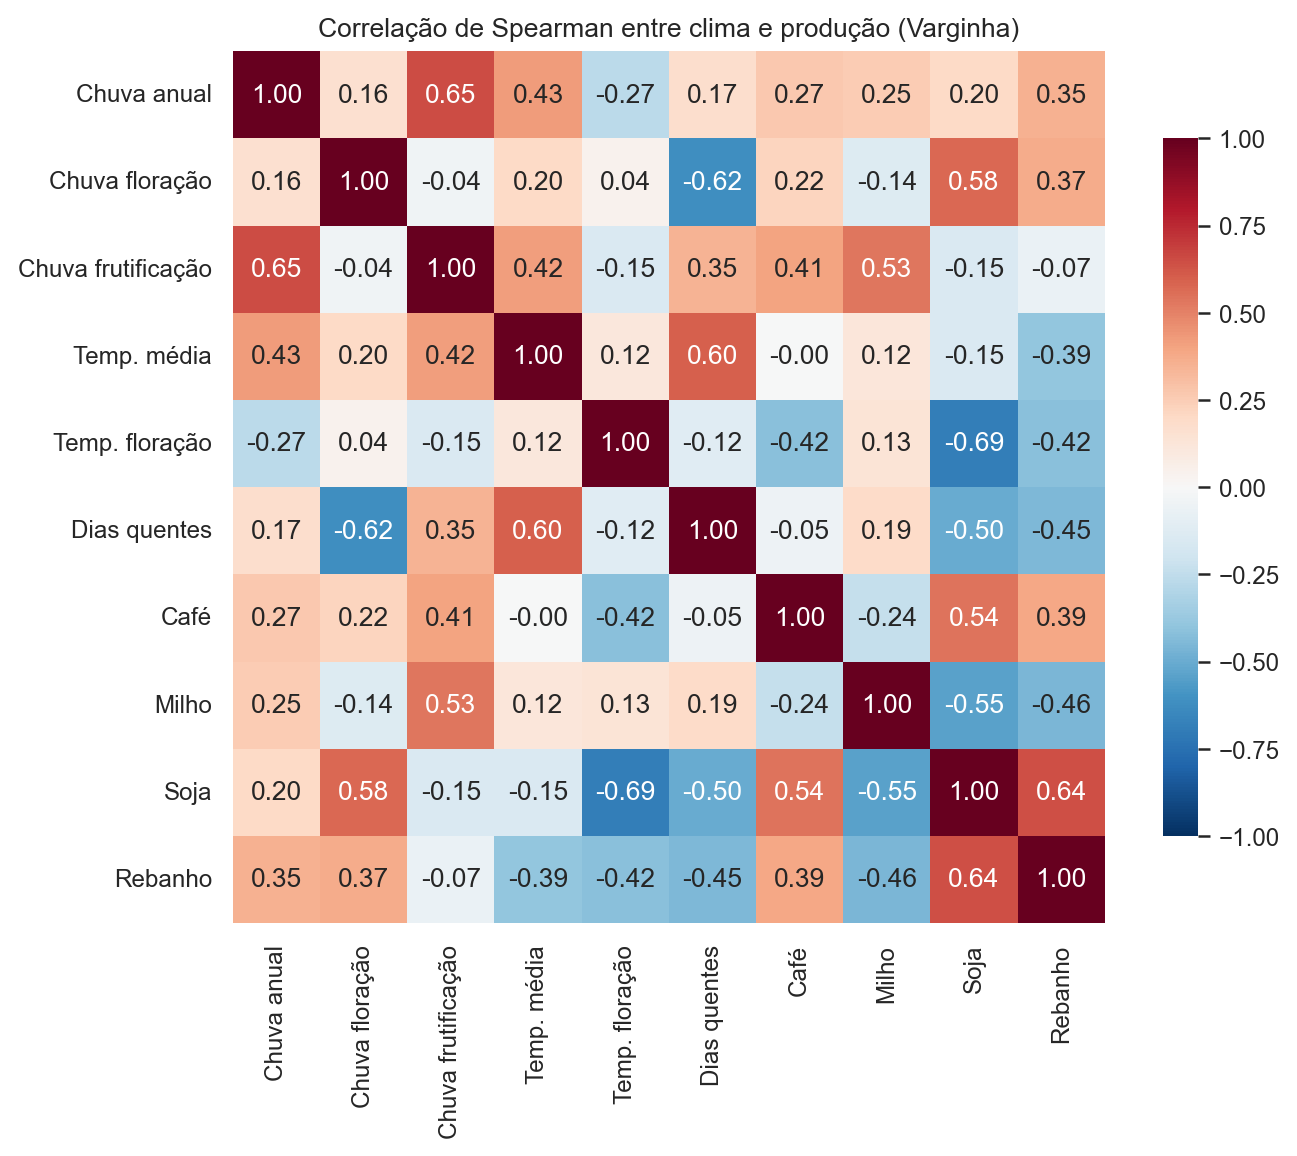 Correlação de Spearman entre clima e produção (Varginha)
Chuva anual 1.00 0.16 0.65 0.43 -0.27 0.17 0.27 0.25 0.20 0.35
Chuva floração 0.16 1.00 -0.04 0.20 0.04 -0.62 0.22 -0.14 0.58 0.37
Chuva frutificação 0.65 -0.04 1.00 0.42 -0.15 0.35 0.41 0.53 -0.15 -0.07
Temp. média 0.43 0.20 0.42 1.00 0.12 0.60 -0.00 0.12 -0.15 -0.39
Temp. floração -0.27 0.04 -0.15 0.12 1.00 -0.12 -0.42 0.13 -0.69 -0.42
Dias quentes 0.17 -0.62 0.35 0.60 -0.12 1.00 -0.05 0.19 -0.50 -0.45
Café 0.27 0.22 0.41 -0.00 -0.42 -0.05 1.00 -0.24 0.54 0.39
Milho 0.25 -0.14 0.53 0.12 0.13 0.19 -0.24 1.00 -0.55 -0.46
Soja 0.20 0.58 -0.15 -0.15 -0.69 -0.50 0.54 -0.55 1.00 0.64
Rebanho 0.35 0.37 -0.07 -0.39 -0.42 -0.45 0.39 -0.46 0.64 1.00
Chuva anual
Chuva floração
Chuva frutificação
Temp. média
Temp. floração
Dias quentes
Café
Milho
Soja
Rebanho
1.00
0.75
0.50
0.25
0.00
−0.25
−0.50
−0.75
−1.00